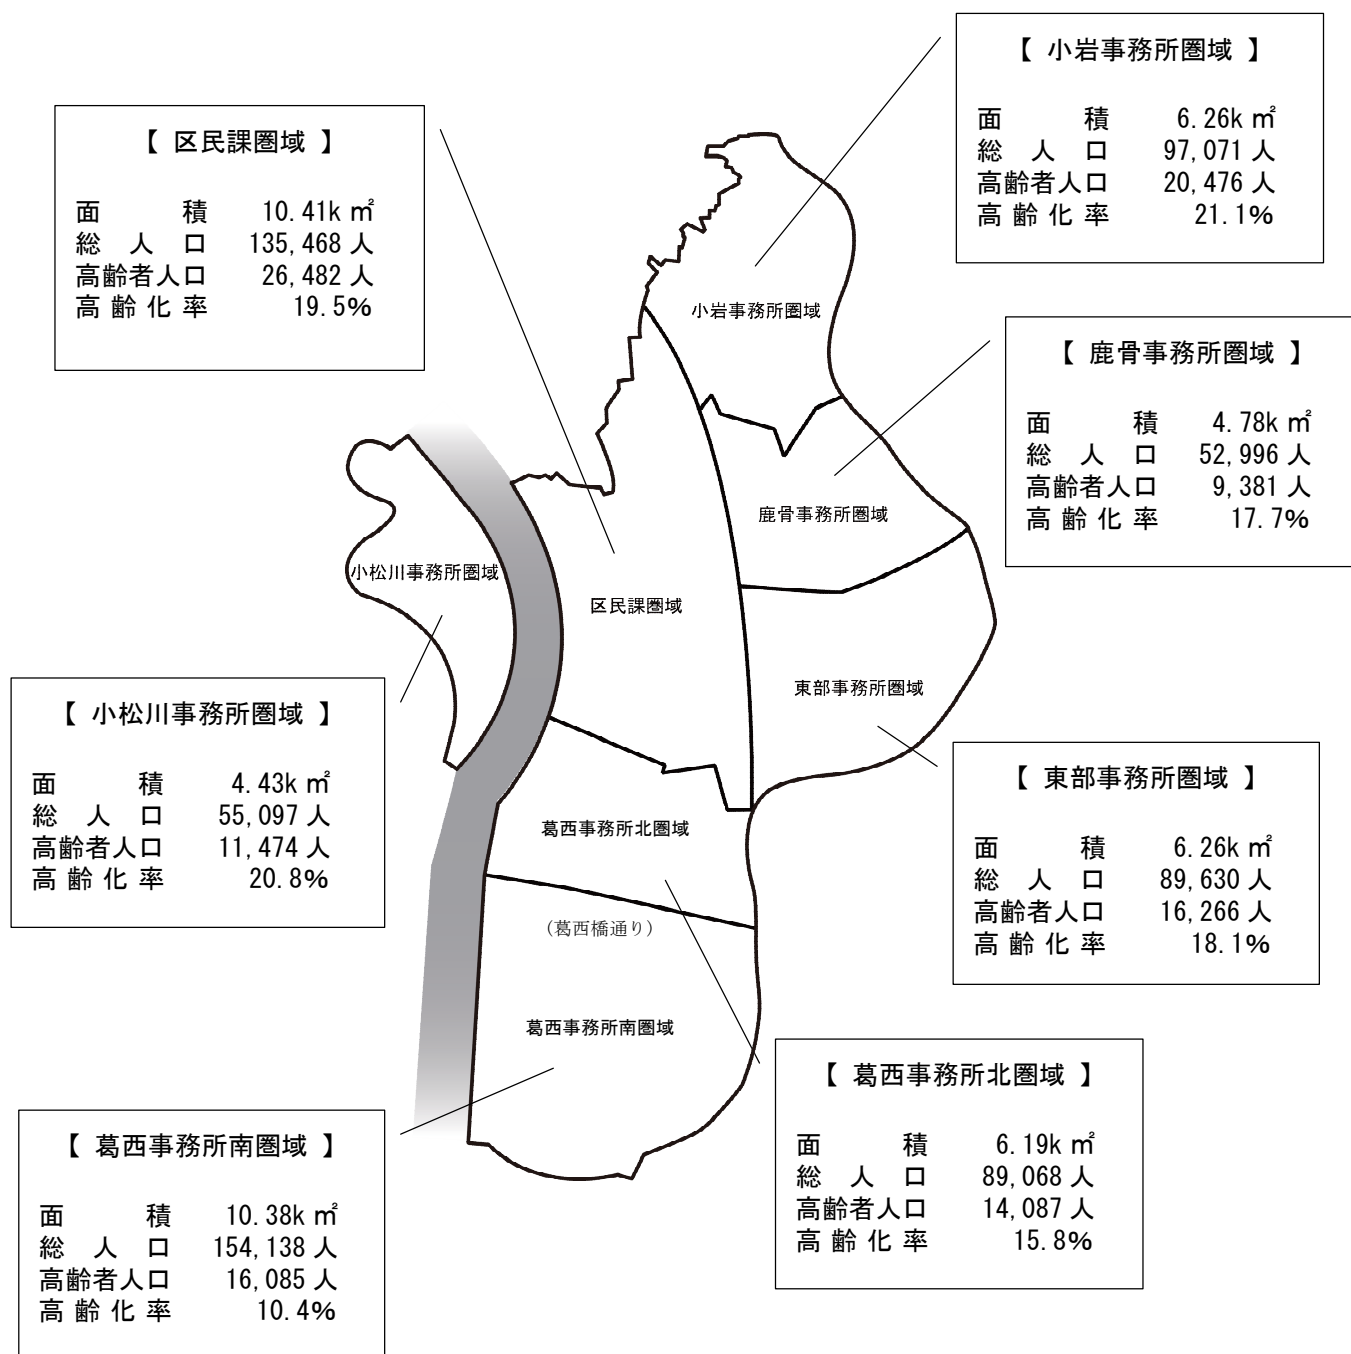 【 小岩事務所圏域 】
面積 6.26k㎡
総人口 97,071 人
高齢者人口 20,476 人
高齢化率 21.1%
【 区民課圏域 】
面積 10.41k㎡
総人口 135,468 人
高齢者人口 26,482 人
高齢化率 19.5%
小岩事務所圏域
【 鹿骨事務所圏域 】
面積 4.78k㎡
総人口 52,996 人
高齢者人口 9,381 人
高齢化率 17.7%
鹿骨事務所圏域
小松川事務所圏域
区民課圏域
東部事務所圏域
【 小松川事務所圏域 】
面積 4.43k㎡
総人口 55,097 人
高齢者人口 11,474 人
高齢化率 20.8%
【 東部事務所圏域 】
面積 6.26k㎡
総人口 89,630 人
高齢者人口 16,266 人
高齢化率 18.1%
葛西事務所北圏域
(葛西橋通り)
葛西事務所南圏域
【 葛西事務所北圏域 】
面積 6.19k㎡
総人口 89,068 人
高齢者人口 14,087 人
高齢化率 15.8%
【 葛西事務所南圏域 】
面積 10.38k㎡
総人口 154,138 人
高齢者人口 16,085 人
高齢化率 10.4%